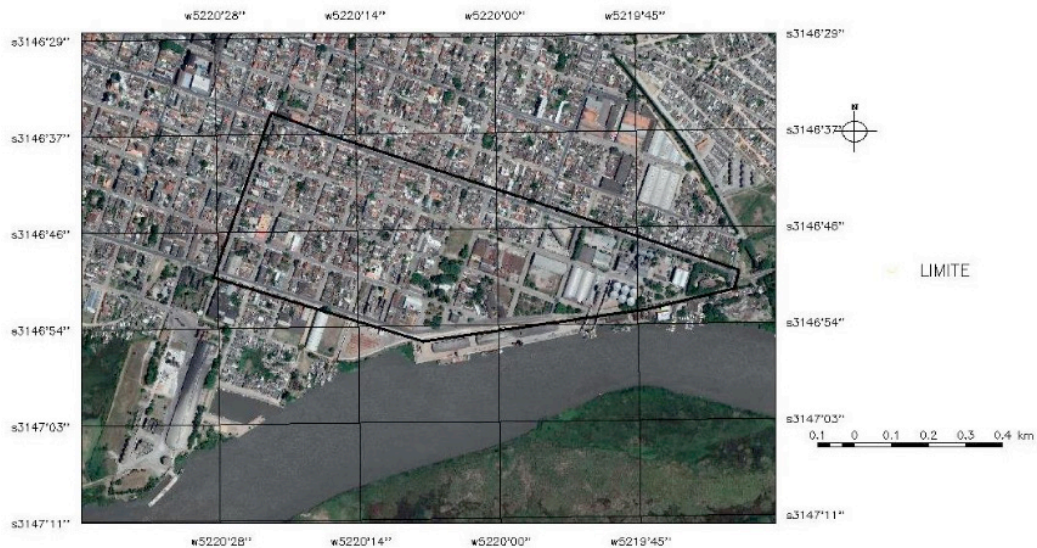 w5220'28'' w5220'14'' w5220'00'' w5219'45''
s3146'29'' s3146'29''
N
s3146'37'' s3146'37''
s3146'46'' s3146'46''
LIMITE
s3146'54'' s3146'54''
s3147'03'' s3147'03''
0.1 0 0.1 0.2 0.3 0.4 km
s3147'11'' s3147'11''
w5220'28'' w5220'14'' w5220'00'' w5219'45''